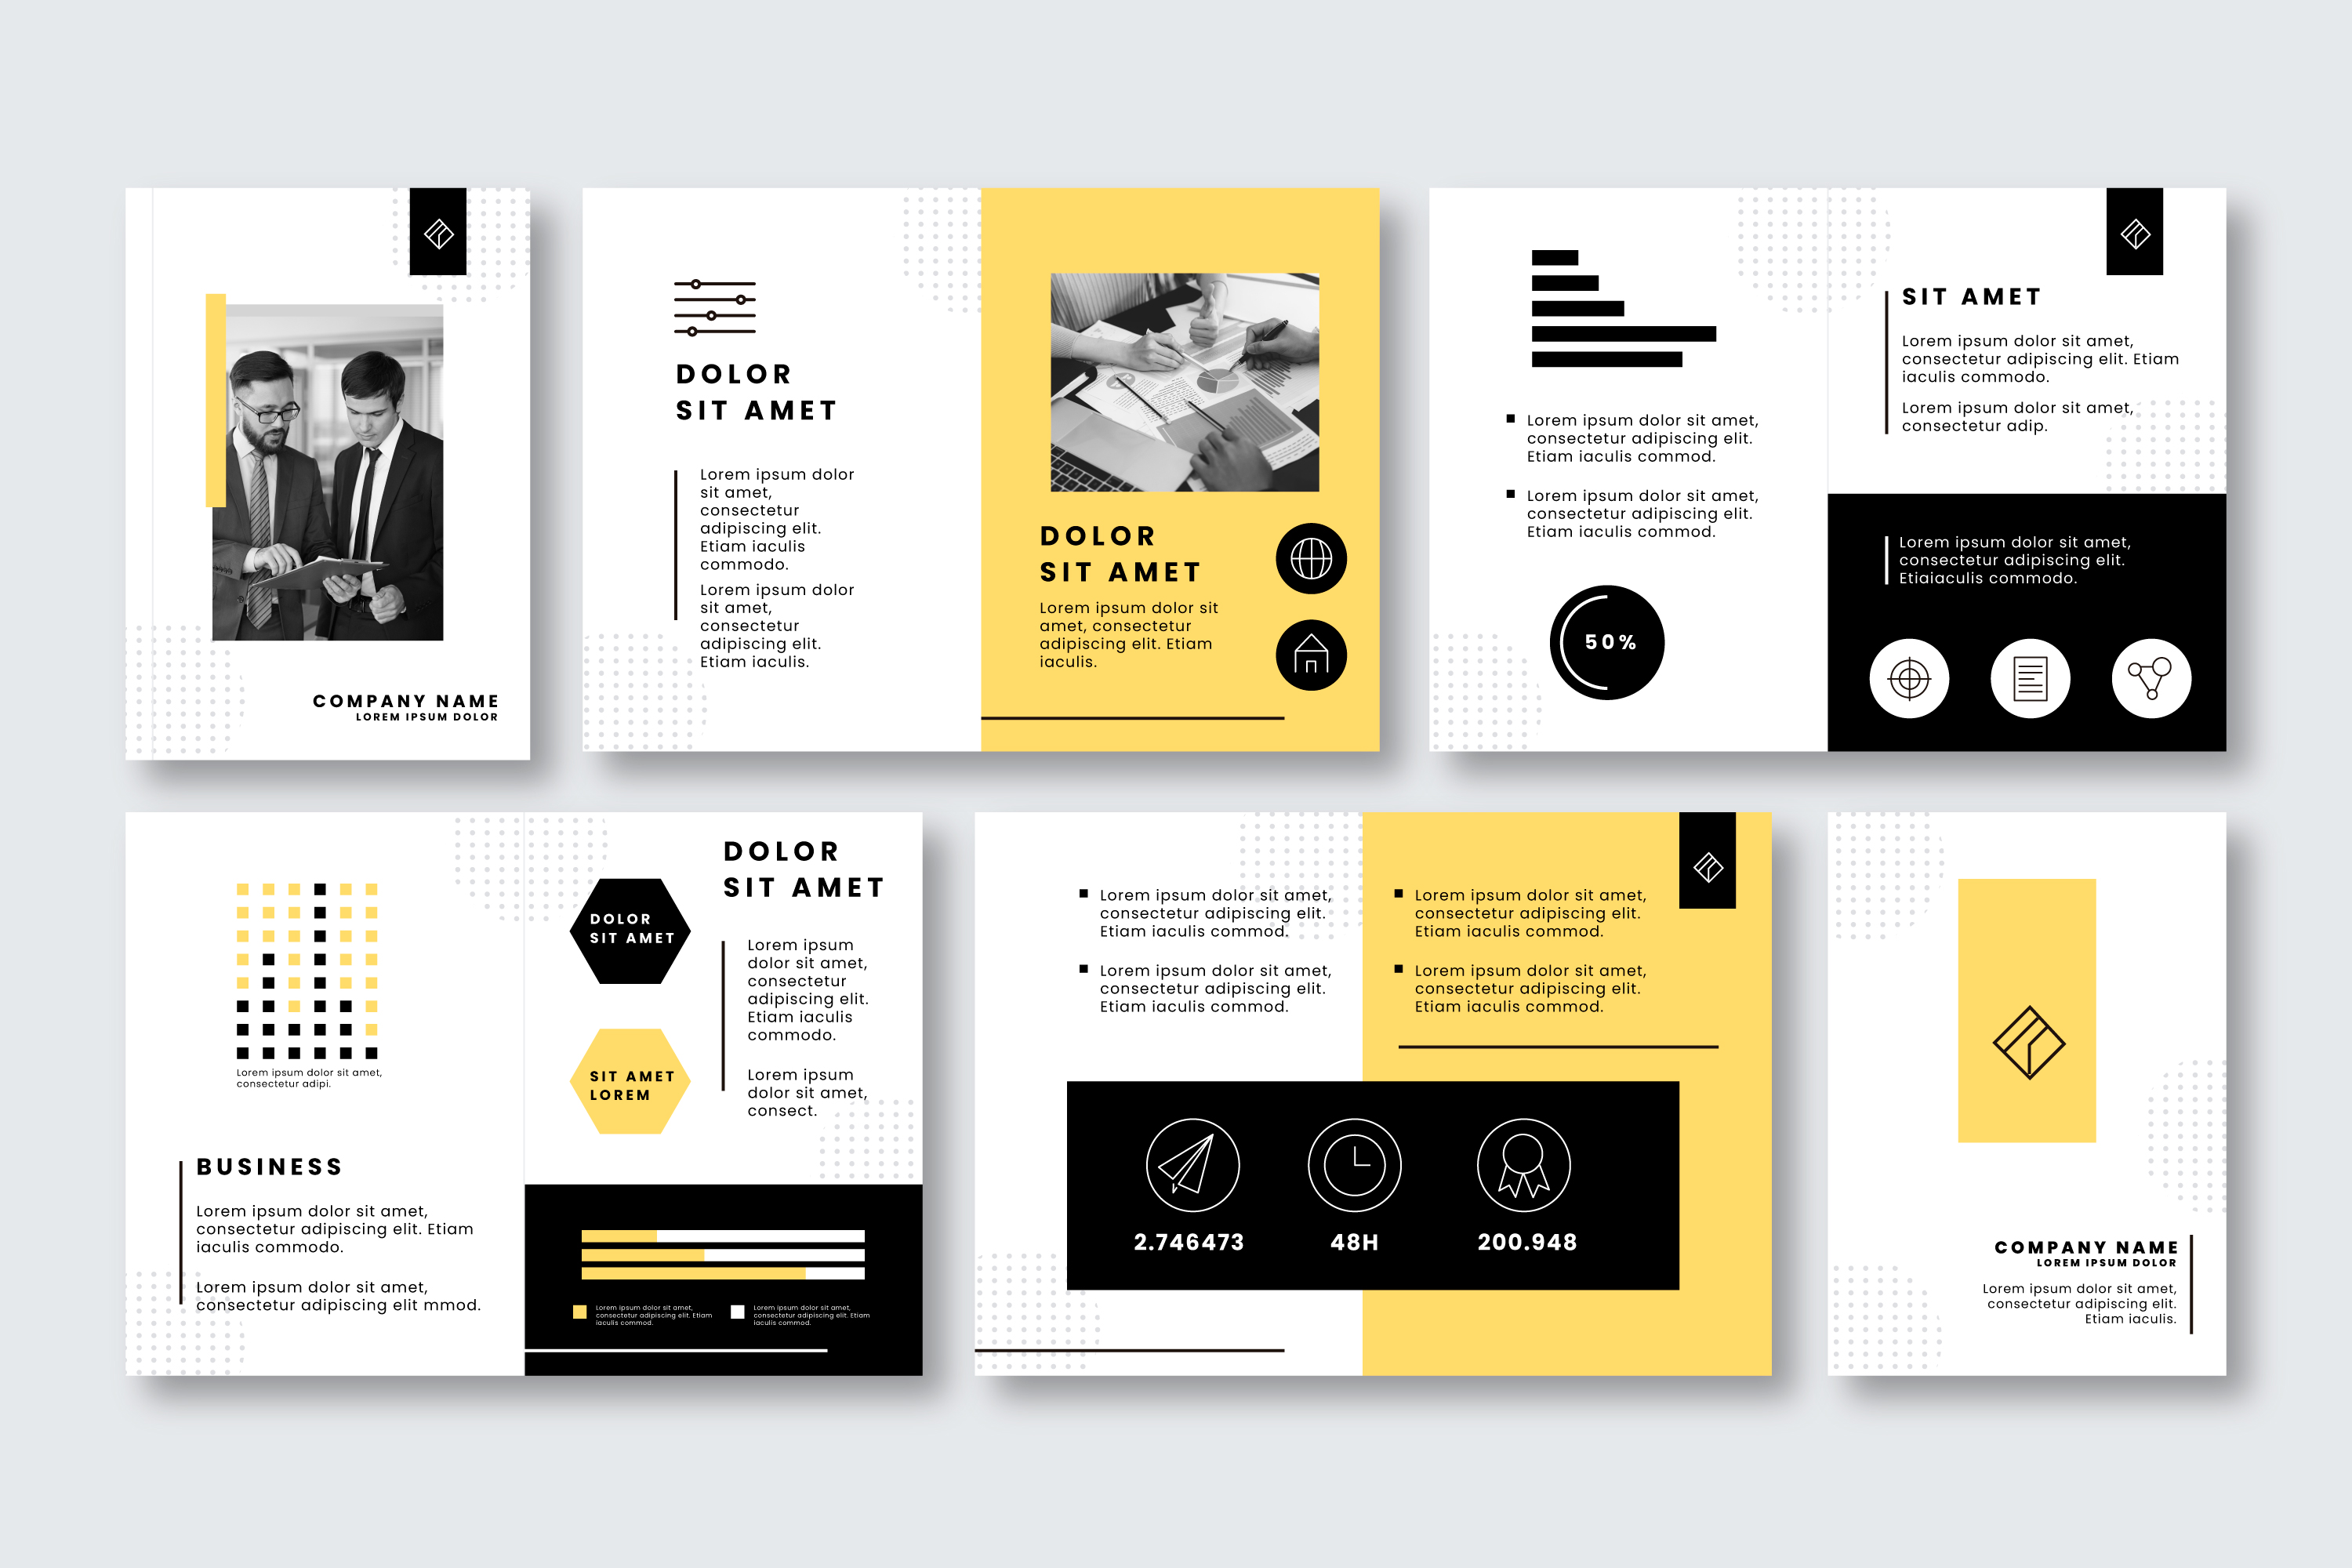 COMPANY NAME
LOREM IPSUM DOLOR
DOLOR
SIT AMET
Lorem ipsum dolor
sit amet,
consectetur
adipiscing elit.
Etiam iaculis
commodo.
Lorem ipsum dolor
sit amet,
consectetur
adipiscing elit.
Etiam iaculis.
DOLOR
SIT AMET
Lorem ipsum dolor sit
amet, consectetur
adipiscing elit. Etiam
iaculis.
Lorem ipsum dolor sit amet,
consectetur adipiscing elit.
Etiam iaculis commod.
Lorem ipsum dolor sit amet,
consectetur adipiscing elit.
Etiam iaculis commod.
50%
SIT AMET
Lorem ipsum dolor sit amet,
consectetur adipiscing elit. Etiam
iaculis commodo.
Lorem ipsum dolor sit amet,
consectetur adip.
Lorem ipsum dolor sit amet,
consectetur adipiscing elit.
Etiaiaculis commodo.
Lorem ipsum dolor sit amet,
consectetur adipi.
BUSINESS
Lorem ipsum dolor sit amet,
consectetur adipiscing elit. Etiam
iaculis commodo.
Lorem ipsum dolor sit amet,
consectetur adipiscing elit mmod.
DOLOR
SIT AMET
SIT AMET
LOREM
DOLOR
SIT AMET
Lorem ipsum
dolor sit amet,
consectetur
adipiscing elit.
Etiam iaculis
commodo.
Lorem ipsum
dolor sit amet,
consect.
Lorem ipsum dolor sit amet,
consectetur adipiscing elit. Etiam
iaculis commod.
Lorem ipsum dolor sit amet,
consectetur adipiscing elit. Etiam
iaculis commod.
Lorem ipsum dolor sit amet,
consectetur adipiscing elit.
Etiam iaculis commod.
Lorem ipsum dolor sit amet,
consectetur adipiscing elit.
Etiam iaculis commod.
Lorem ipsum dolor sit amet,
consectetur adipiscing elit.
Etiam iaculis commod.
Lorem ipsum dolor sit amet,
consectetur adipiscing elit.
Etiam iaculis commod.
2.746473
48H
200.948
COMPANY NAME
LOREM IPSUM DOLOR
Lorem ipsum dolor sit amet,
consectetur adipiscing elit.
Etiam iaculis.